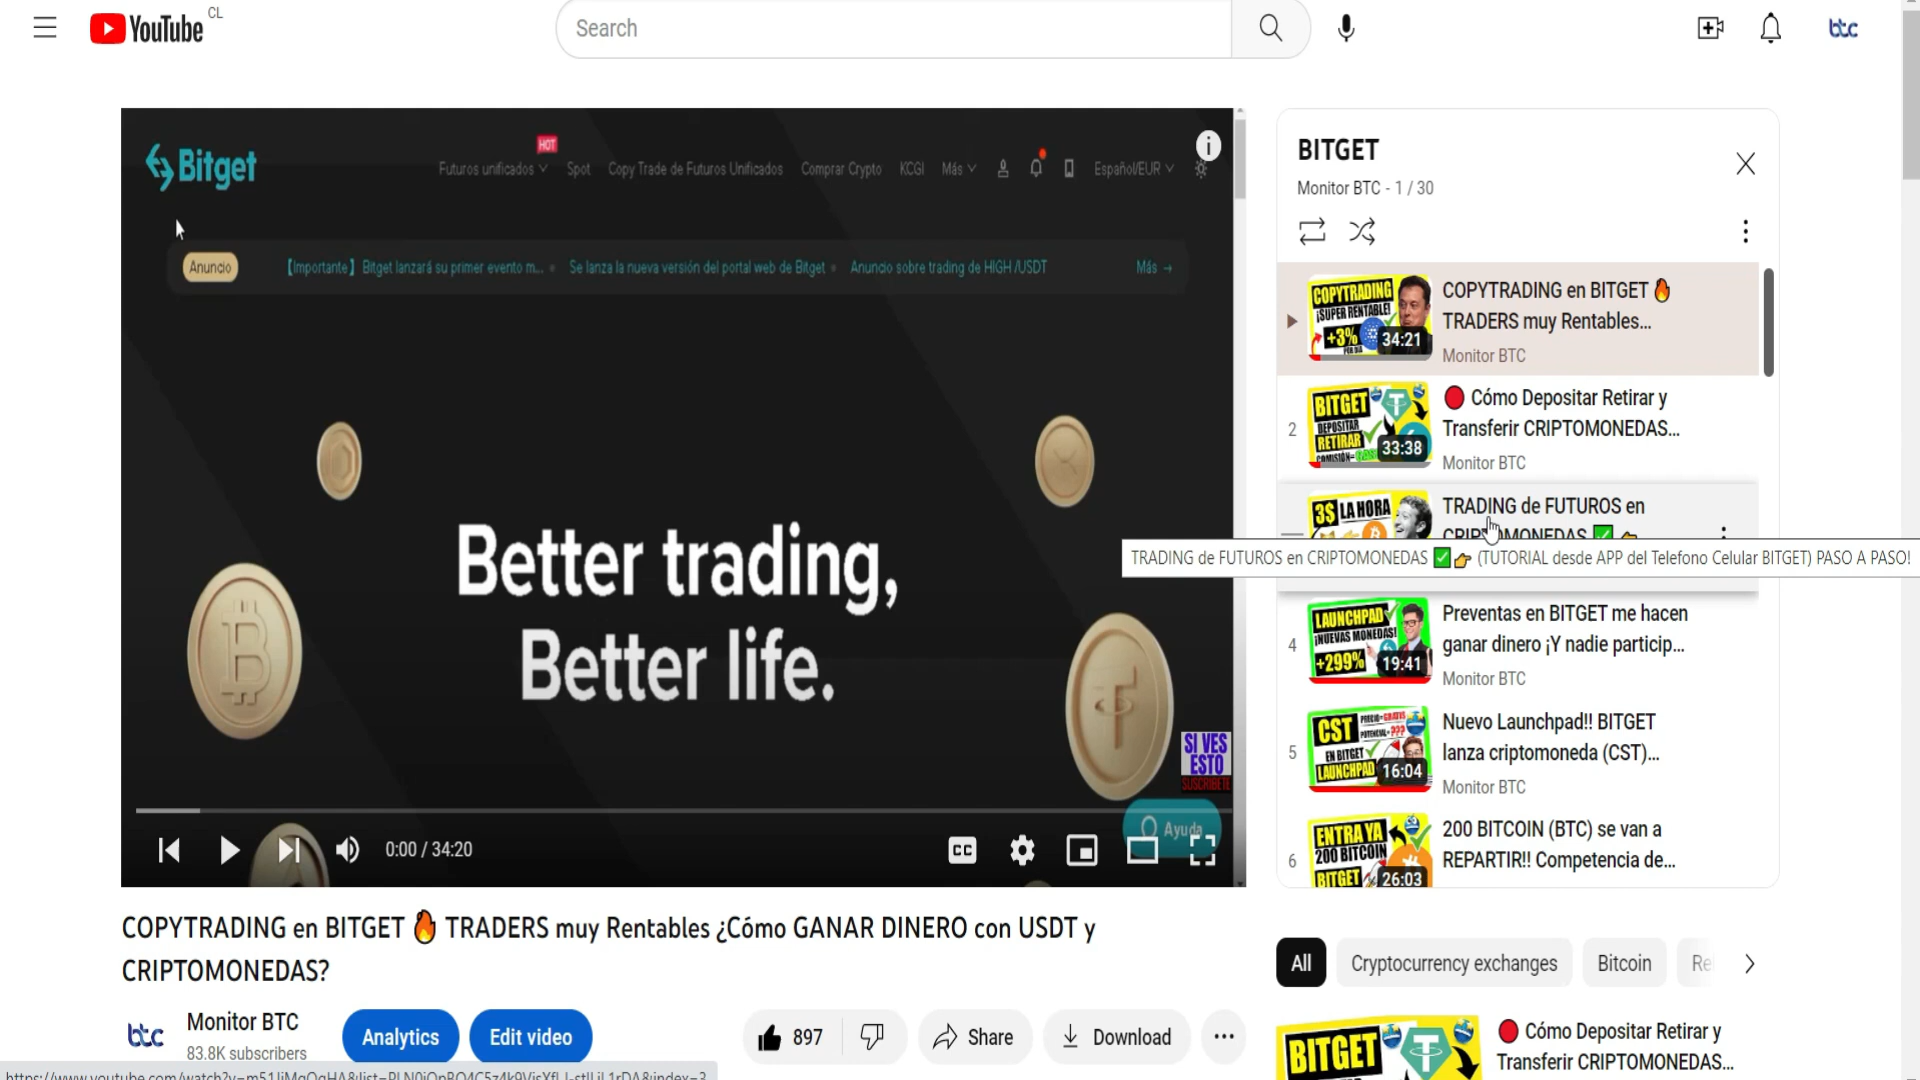 YouTube CL
Search
btc
Bitget
Futuros unificados
HOT
Spot
Copy Trade de Futuros Unificados
Comprar Crypto
KCGI
Más
Español/EUR
Anuncio
【Importante】 Bitget lanzará su primer evento m...
Se lanza la nueva versión del portal web de Bitget
Anuncio sobre trading de HIGH /USDT
Más →
Better trading,
Better life.
SI VES
ESTO
SUSCRIBETE
Ayuda
0:00 / 34:20
CC
BITGET
Monitor BTC - 1 / 30
COPYTRADING
¡SUPER RENTABLE!
+3%
POR DIA
34:21
COPYTRADING en BITGET 🔥
TRADERS muy Rentables...
Monitor BTC
2
BITGET
DEPOSITAR
RETIRAR
33:38
🔴 Cómo Depositar Retirar y
Transferir CRIPTOMONEDAS...
Monitor BTC
3$ LA HORA
TRADING de FUTUROS en
CRIPTOMONEDAS ✅ 👉
TRADING de FUTUROS en CRIPTOMONEDAS ✅ 👉 (TUTORIAL desde APP del Telefono Celular BITGET) PASO A PASO!
4
LAUNCHPAD
¡NUEVAS MONEDAS!
+299%
19:41
Preventas en BITGET me hacen
ganar dinero ¡Y nadie particip...
Monitor BTC
5
CST
PRECIO=GRATIS
POTENCIAL=???
EN BITGET
LAUNCHPAD
16:04
Nuevo Launchpad!! BITGET
lanza criptomoneda (CST)...
Monitor BTC
6
ENTRA YA
200 BITCOIN
BITGET
26:03
200 BITCOIN (BTC) se van a
REPARTIR!! Competencia de...
COPYTRADING en BITGET 🔥 TRADERS muy Rentables ¿Cómo GANAR DINERO con USDT y
CRIPTOMONEDAS?
btc
Monitor BTC
83.8K subscribers
Analytics
Edit video
897
Share
Download
All
Cryptocurrency exchanges
Bitcoin
BITGET
🔴 Cómo Depositar Retirar y
Transferir CRIPTOMONEDAS...